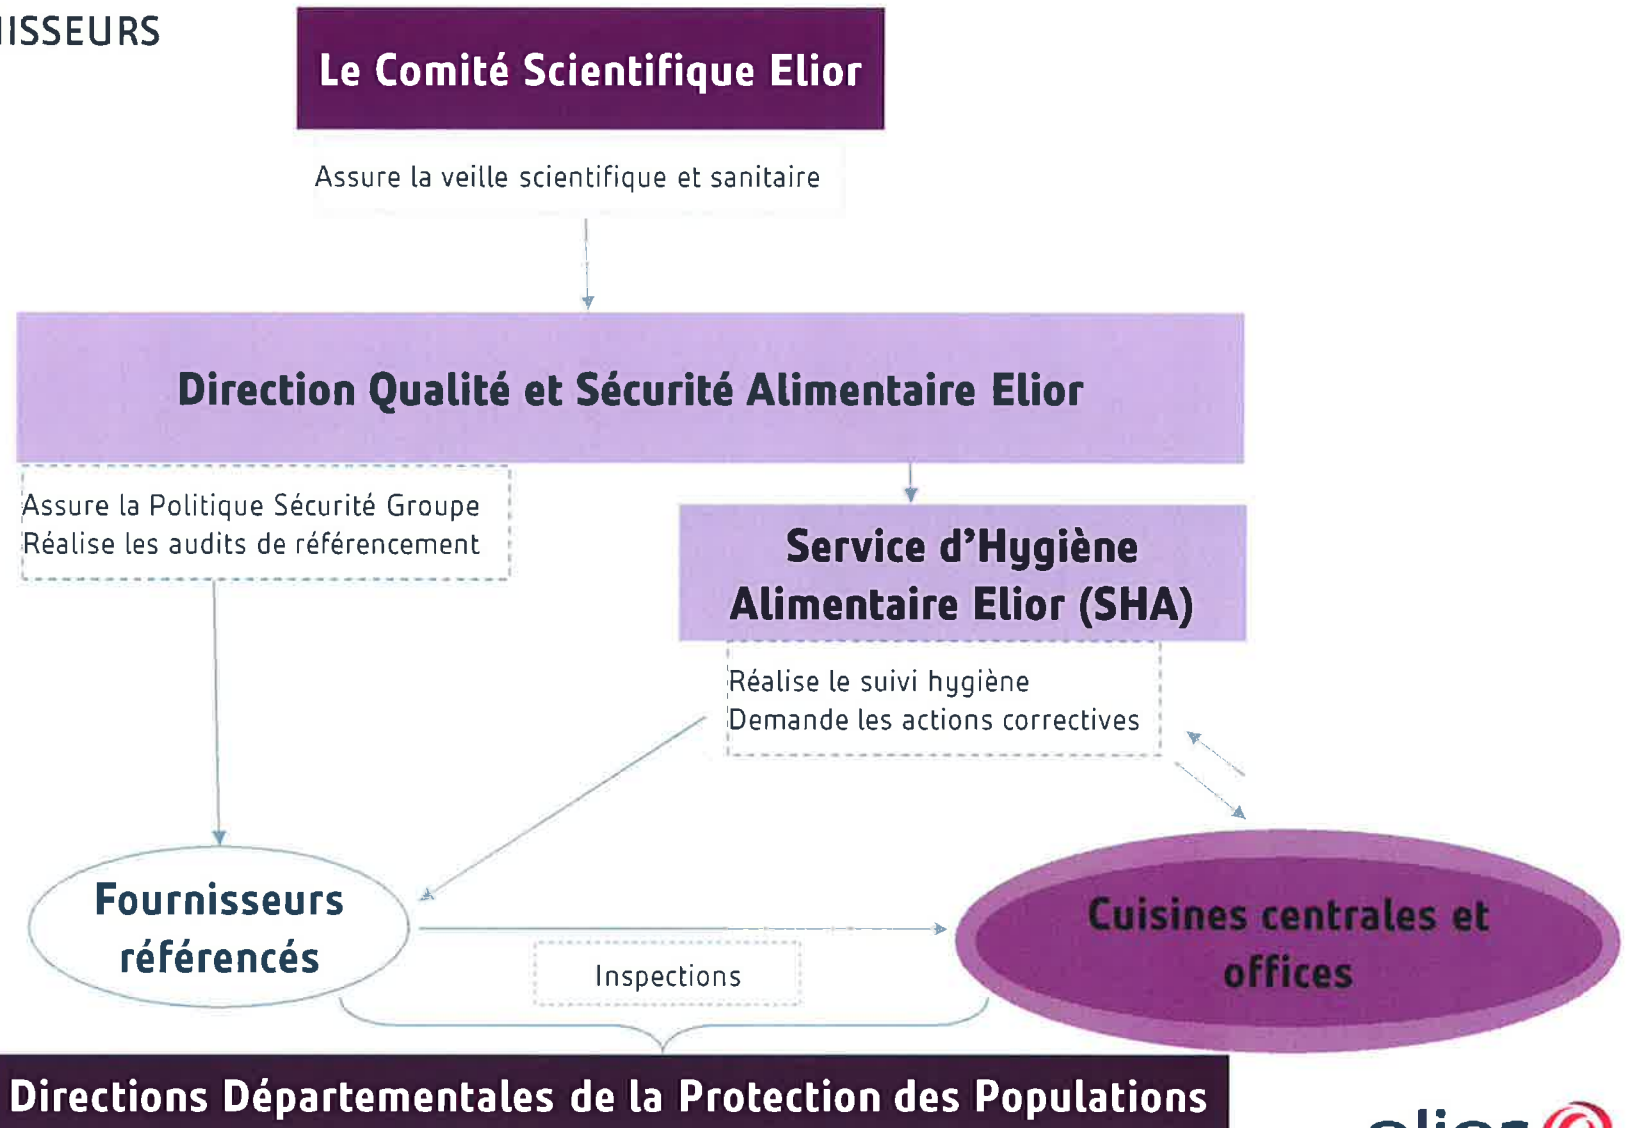 ISSEURS
Le Comité Scientifique Elior
Assure la veille scientifique et sanitaire
Direction Qualité et Sécurité Alimentaire Elior
Assure la Politique Sécurité Groupe
Réalise les audits de référencement
Service d'Hygiène
Alimentaire Elior (SHA)
Réalise le suivi hygiène
Demande les actions correctives
Fournisseurs
référencés
Inspections
Cuisines centrales et
offices
Directions Départementales de la Protection des Populations
elior